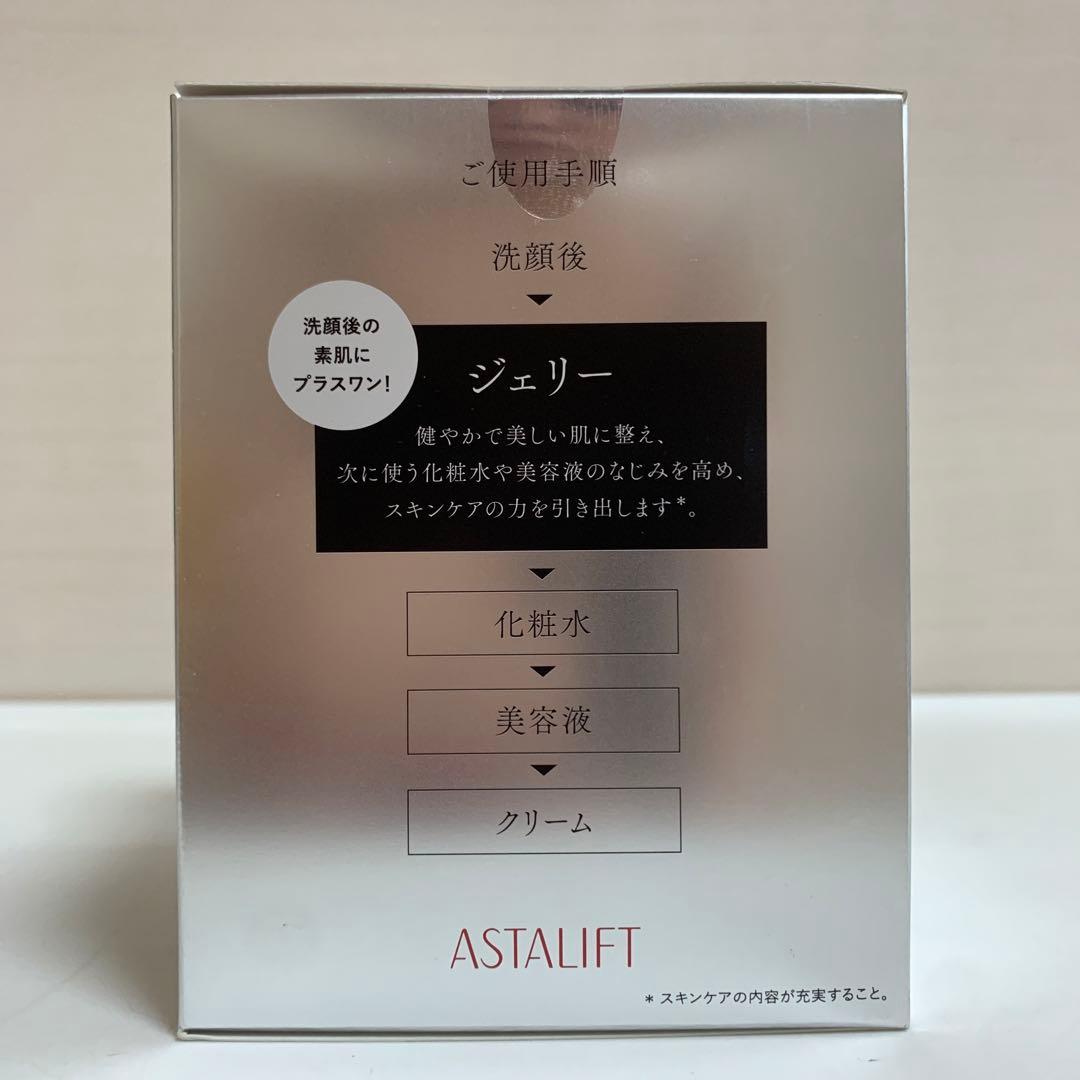 ご使用手順
洗顔後
▼
洗顔後の
素肌に
プラスワン!
ジェリー
健やかで美しい肌に整え、
次に使う化粧水や美容液のなじみを高め、
スキンケアの力を引き出します*。
▼
化粧水
▼
美容液
▼
クリーム
ASTALIFT
* スキンケアの内容が充実すること。